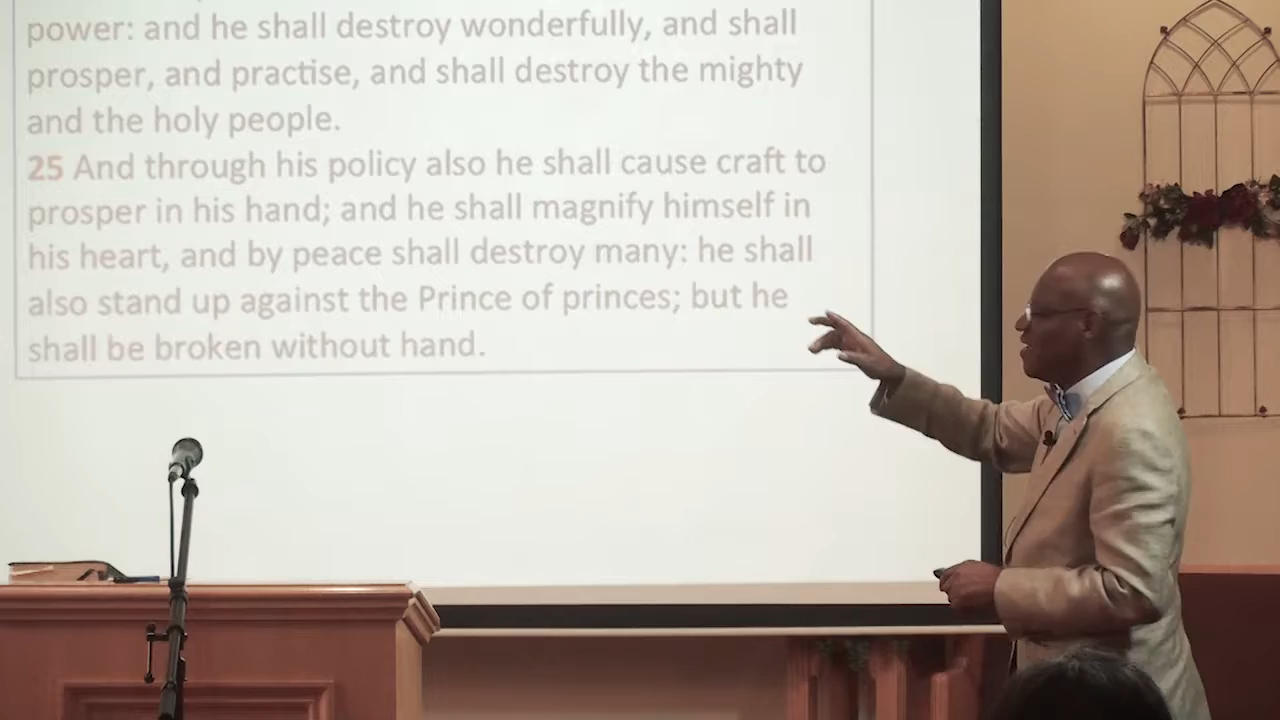 power: and he shall destroy wonderfully, and shall
prosper, and practise, and shall destroy the mighty
and the holy people.
25 And through his policy also he shall cause craft to
prosper in his hand; and he shall magnify himself in
his heart, and by peace shall destroy many: he shall
also stand up against the Prince of princes; but he
shall be broken without hand.